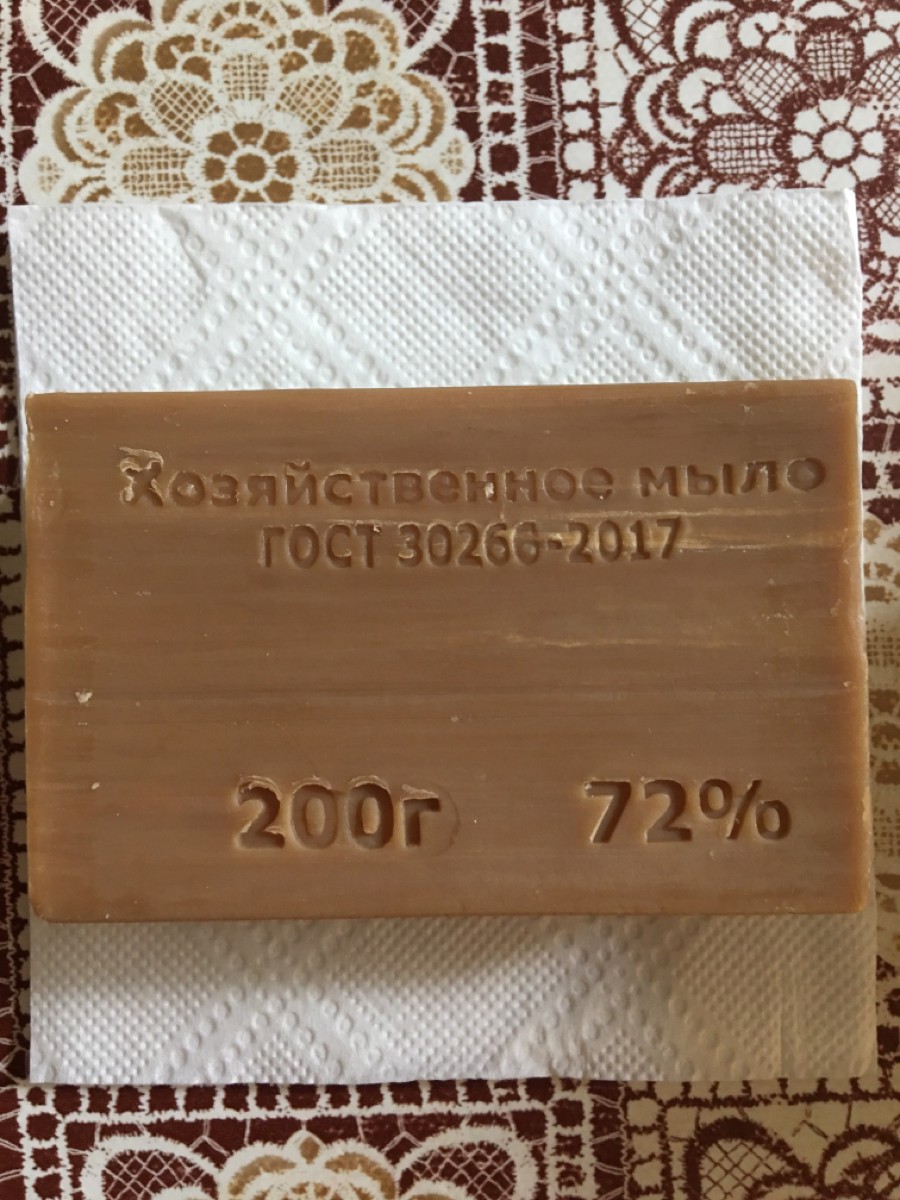 Хозяйственное мыло
ГОСТ 30266-2017
200г 72%